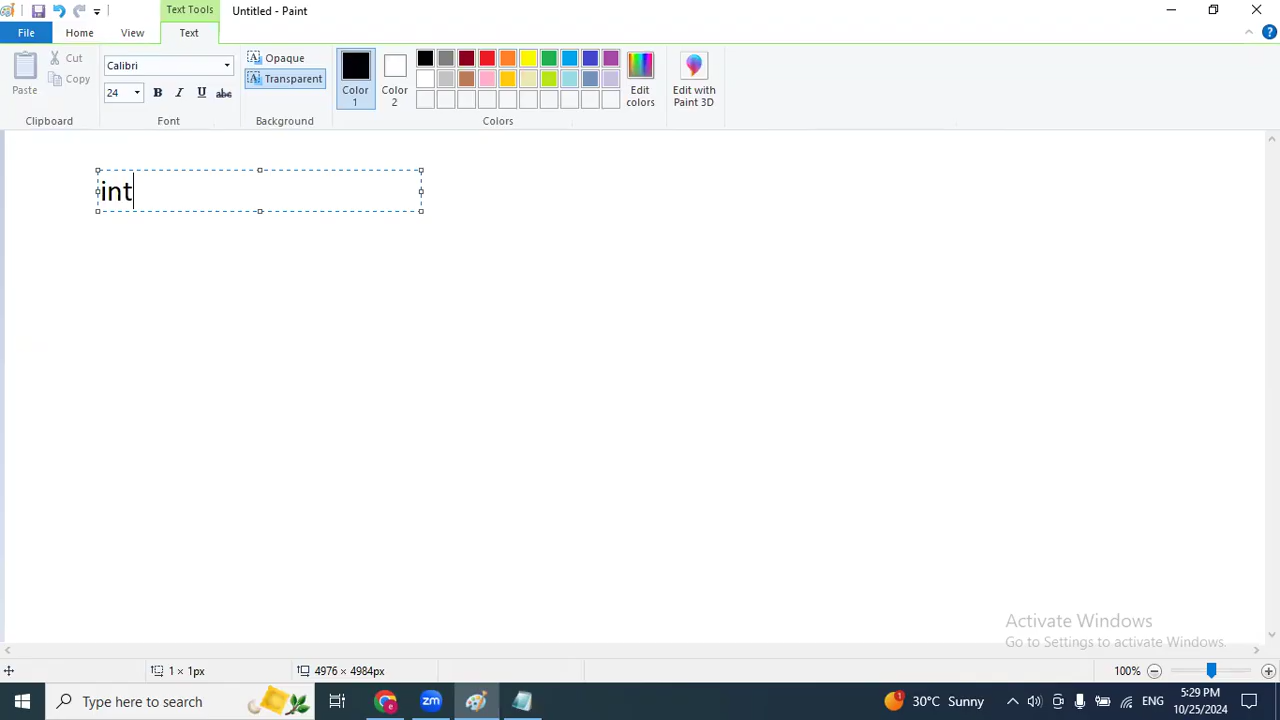 Text Tools
Untitled - Paint
File
Home
View
Text
Paste
Cut
Copy
Clipboard
Calibri
24
B
I
U
abc
Font
A Opaque
A Transparent
Background
Color
1
Color
2
Edit
colors
Colors
Edit with
Paint 3D
int
Activate Windows
Go to Settings to activate Windows.
1 × 1px
4976 × 4984px
100%
Type here to search
zm
30°C Sunny
ENG
5:29 PM
10/25/2024